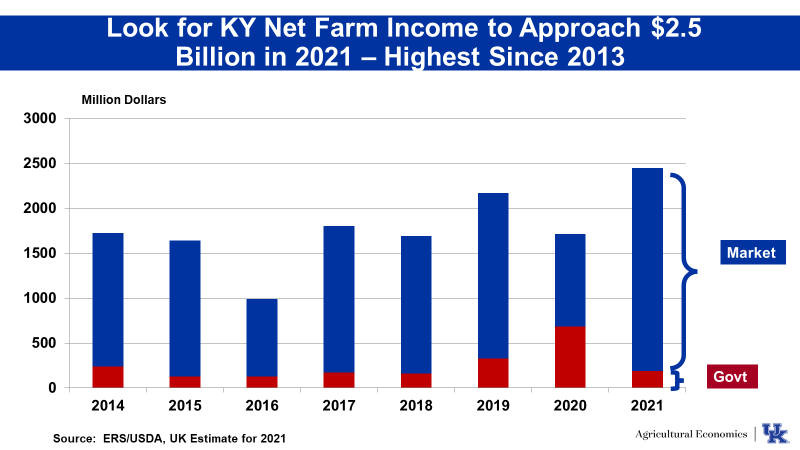 Look for KY Net Farm Income to Approach $2.5
Billion in 2021 – Highest Since 2013
Million Dollars
3000
2500
2000
1500
1000
500
0
Market
Govt
2014 2015 2016 2017 2018 2019 2020 2021
Source: ERS/USDA, UK Estimate for 2021
Agricultural Economics
UK